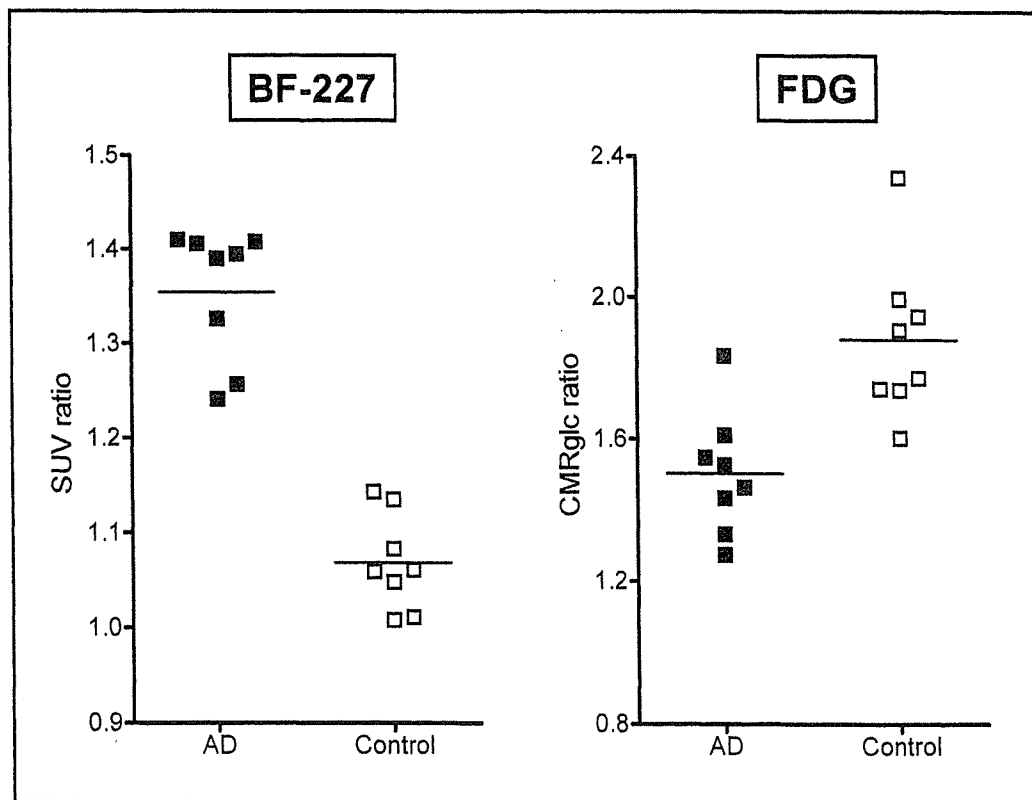 BF-227
SUV ratio
1.5
1.4
1.3
1.2
1.1
1.0
0.9
AD
Control
FDG
CMRglc ratio
2.4
2.0
1.6
1.2
0.8
AD
Control